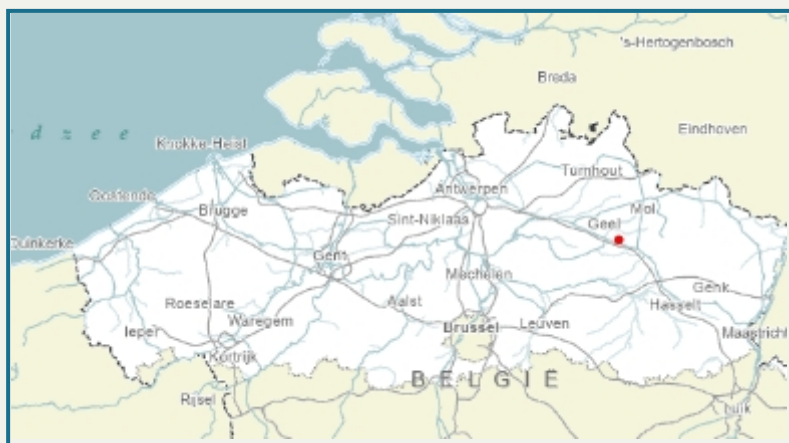 's-Hertogenbosch
Breda
Eindhoven
dzee
Knokke-Heist
Turnhout
Oostende
Antwerpen
Mol
Brugge
Sint-Niklaas
Geel
Duinkerke
Gent
Mechelen
Genk
Roeselare
Aalst
Hasselt
Ieper
Waregem
Brussel
Leuven
Maastricht
Kortrijk
BELGIË
Rijsel
Luik